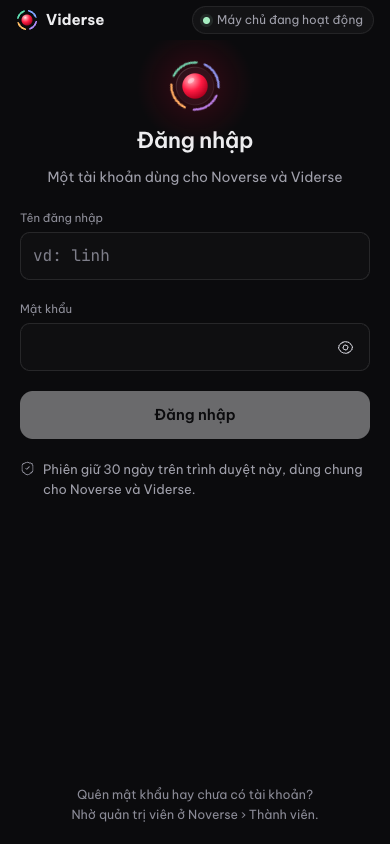 Viderse
Máy chủ đang hoạt động
Đăng nhập
Một tài khoản dùng cho Noverse và Viderse
Tên đăng nhập
vd: linh
Mật khẩu
Đăng nhập
Phiên giữ 30 ngày trên trình duyệt này, dùng chung
cho Noverse và Viderse.
Quên mật khẩu hay chưa có tài khoản?
Nhờ quản trị viên ở Noverse › Thành viên.